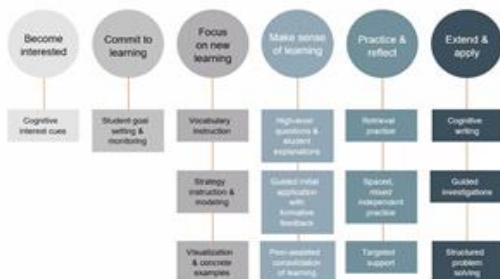 Become
interested
Commit to
learning
Focus
on new
learning
Make sense
of learning
Practice &
reflect
Extend &
apply
Cognitive
interest cues
Student goal
setting &
monitoring
Vocabulary
instruction
High-level
questions &
student
explanations
Retrieval
practice
Cognitive
writing
Strategy
instruction &
modeling
Guided initial
application
with
formative
feedback
Spaced,
mixed
independent
practice
Guided
investigations
Visualization
& concrete
examples
Peer-assisted
consolidation
of learning
Targeted
support
Structured
problem
solving